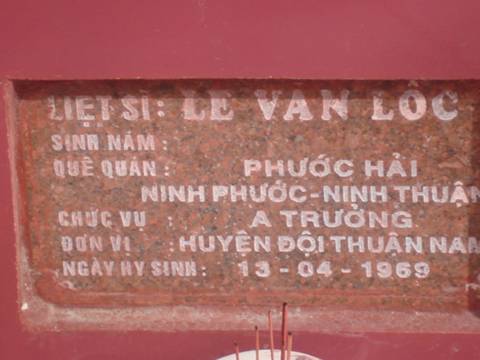 LIỆT SĨ: LÊ VĂN LỘC
SINH NĂM :
QUÊ QUÁN : PHƯỚC HẢI
NINH PHƯỚC-NINH THUẬN
CHỨC VỤ : A TRƯỞNG
ĐƠN VỊ : HUYỆN ĐỘI THUẬN NAM
NGÀY HY SINH : 13 - 04 - 1969